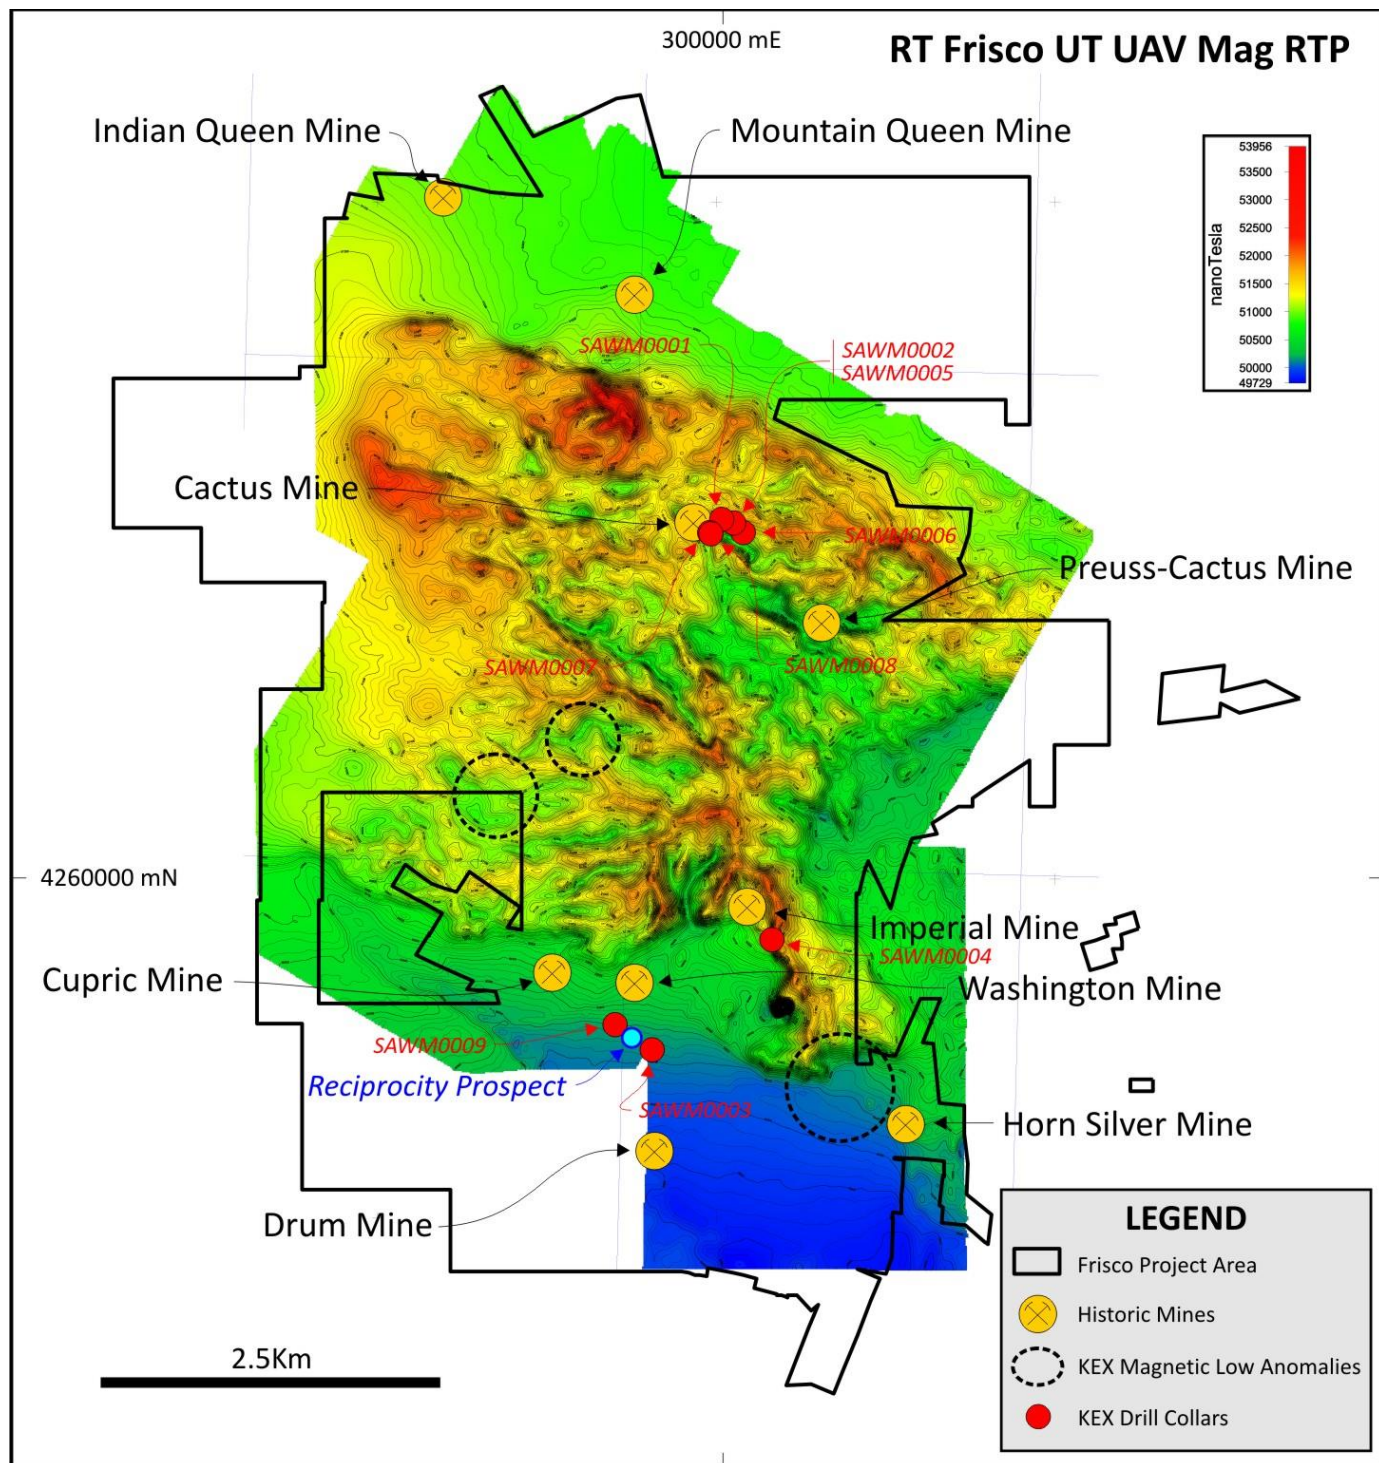 300000 mE
RT Frisco UT UAV Mag RTP
Indian Queen Mine
Mountain Queen Mine
nanoTesla
53956
53500
53000
52500
52000
51500
51000
50500
50000
49729
SAWM0001
SAWM0002
SAWM0005
Cactus Mine
SAWM0006
Preuss-Cactus Mine
SAWM0007
SAWM0008
4260000 mN
Imperial Mine
SAWM0004
Cupric Mine
Washington Mine
SAWM0009
Reciprocity Prospect
SAWM0003
Horn Silver Mine
Drum Mine
LEGEND
Frisco Project Area
Historic Mines
KEX Magnetic Low Anomalies
KEX Drill Collars
2.5Km